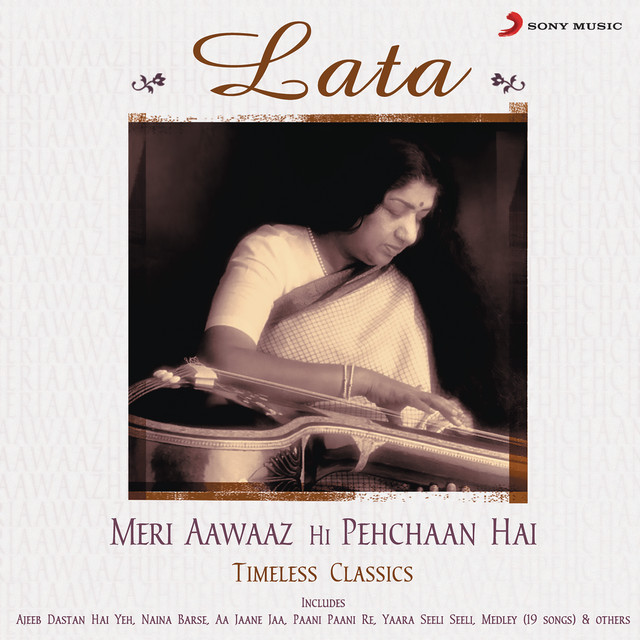 SONY MUSIC
Lata
MERI AAWAAZ HI PEHCHAAN HAI
TIMELESS CLASSICS
INCLUDES
AJEEB DASTAN HAI YEH, NAINA BARSE, AA JAANE JAA, PAANI PAANI RE, YAARA SEELI SEELI, MEDLEY (19 SONGS) & OTHERS